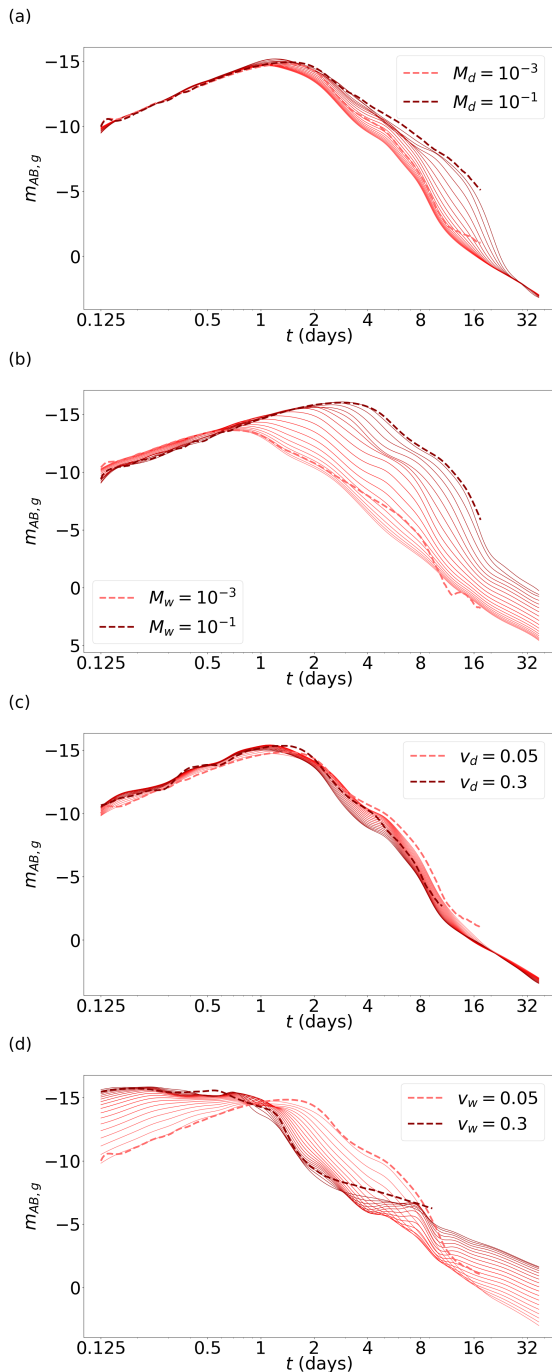 (a)
−15
−10
−5
0
m_{AB,g}
M_d = 10^{−3}
M_d = 10^{−1}
0.125 0.5 1 2 4 8 16 32
t (days)
(b)
−15
−10
−5
0
5
m_{AB,g}
M_w = 10^{−3}
M_w = 10^{−1}
0.125 0.5 1 2 4 8 16 32
t (days)
(c)
−15
−10
−5
0
m_{AB,g}
v_d = 0.05
v_d = 0.3
0.125 0.5 1 2 4 8 16 32
t (days)
(d)
−15
−10
−5
0
m_{AB,g}
v_w = 0.05
v_w = 0.3
0.125 0.5 1 2 4 8 16 32
t (days)